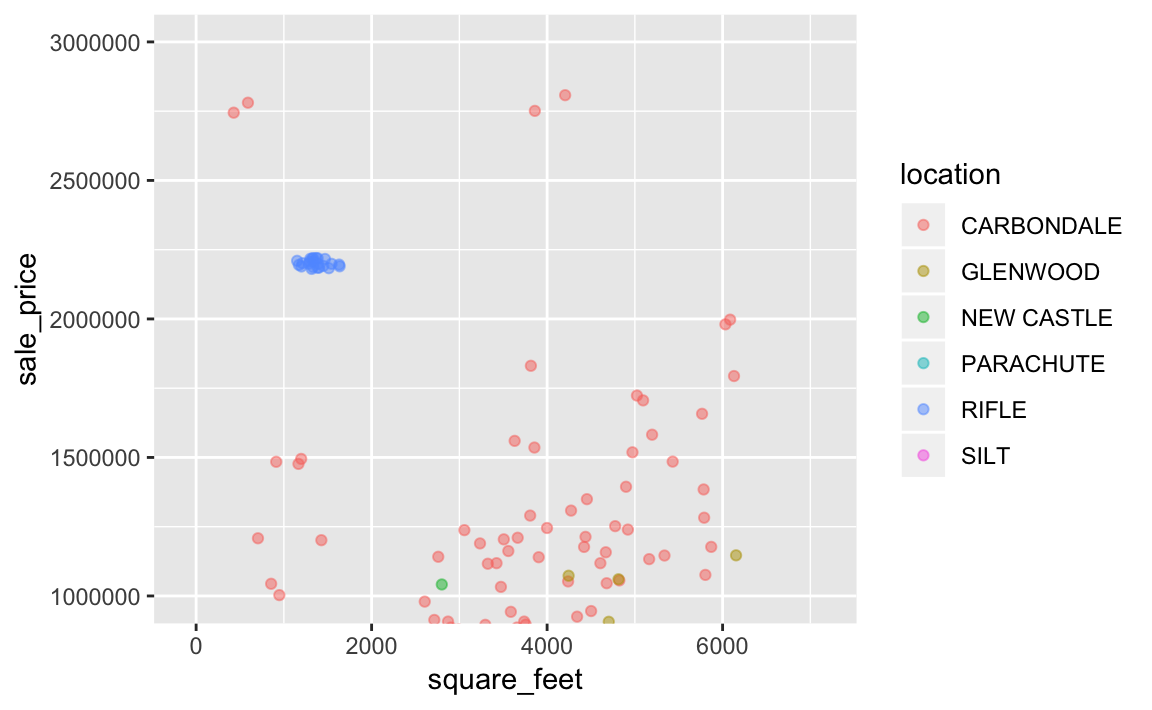 3000000
2500000
2000000
1500000
1000000
sale_price
0 2000 4000 6000
square_feet
location
CARBONDALE
GLENWOOD
NEW CASTLE
PARACHUTE
RIFLE
SILT